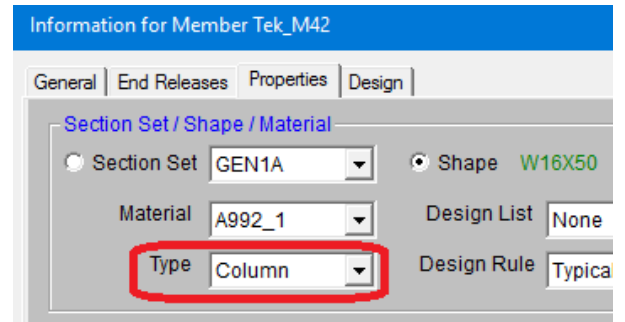 Information for Member Tek_M42
General End Releases Properties Design
Section Set / Shape / Material
Section Set GEN1A Shape W16X50
Material A992_1 Design List None
Type Column Design Rule Typical